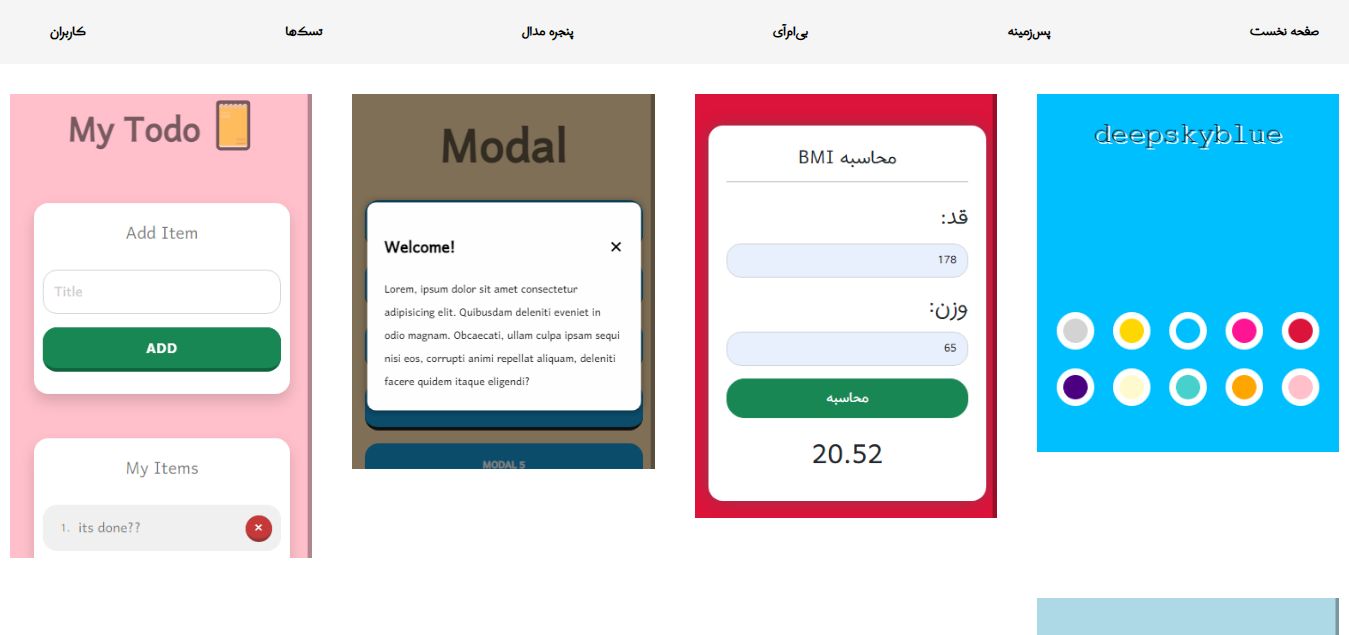 صفحه نخست
پس‌زمینه
بی‌ام‌آی
پنجره مدال
تسک‌ها
کاربران
deepskyblue
محاسبه BMI
قد:
178
وزن:
65
محاسبه
20.52
Modal
Welcome!
×
Lorem, ipsum dolor sit amet consectetur
adipisicing elit. Quibusdam deleniti eveniet in
odio magnam. Obcaecati, ullam culpa ipsam sequi
nisi eos, corrupti animi repellat aliquam, deleniti
facere quidem itaque eligendi?
MODAL 5
My Todo
Add Item
Title
ADD
My Items
1. its done??
×